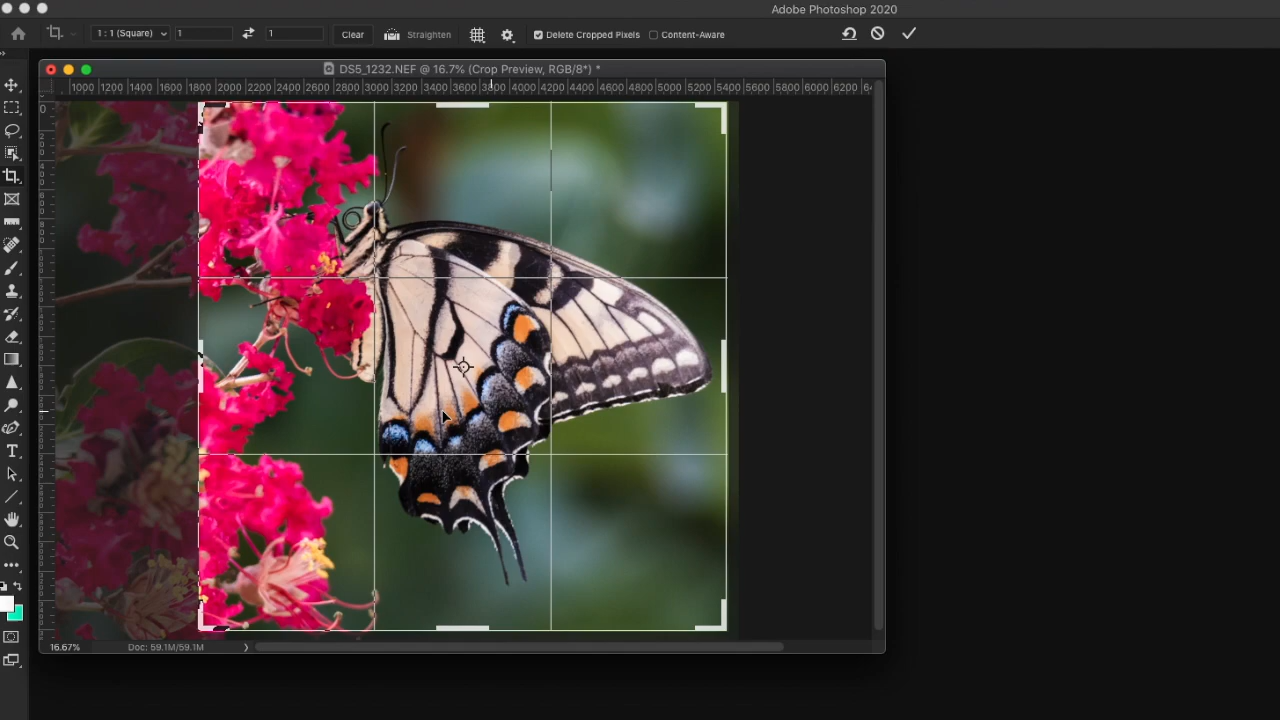 Adobe Photoshop 2020
1 : 1 (Square) 1 1 Clear Straighten Delete Cropped Pixels Content-Aware
DS5_1232.NEF @ 16.7% (Crop Preview, RGB/8*) *
1000 1200 1400 1600 1800 2000 2200 2400 2600 2800 3000 3200 3400 3600 3800 4000 4200 4400 4600 4800 5000 5200 5400 5600 5800 6000 6200
16.67% Doc: 59.1M/59.1M